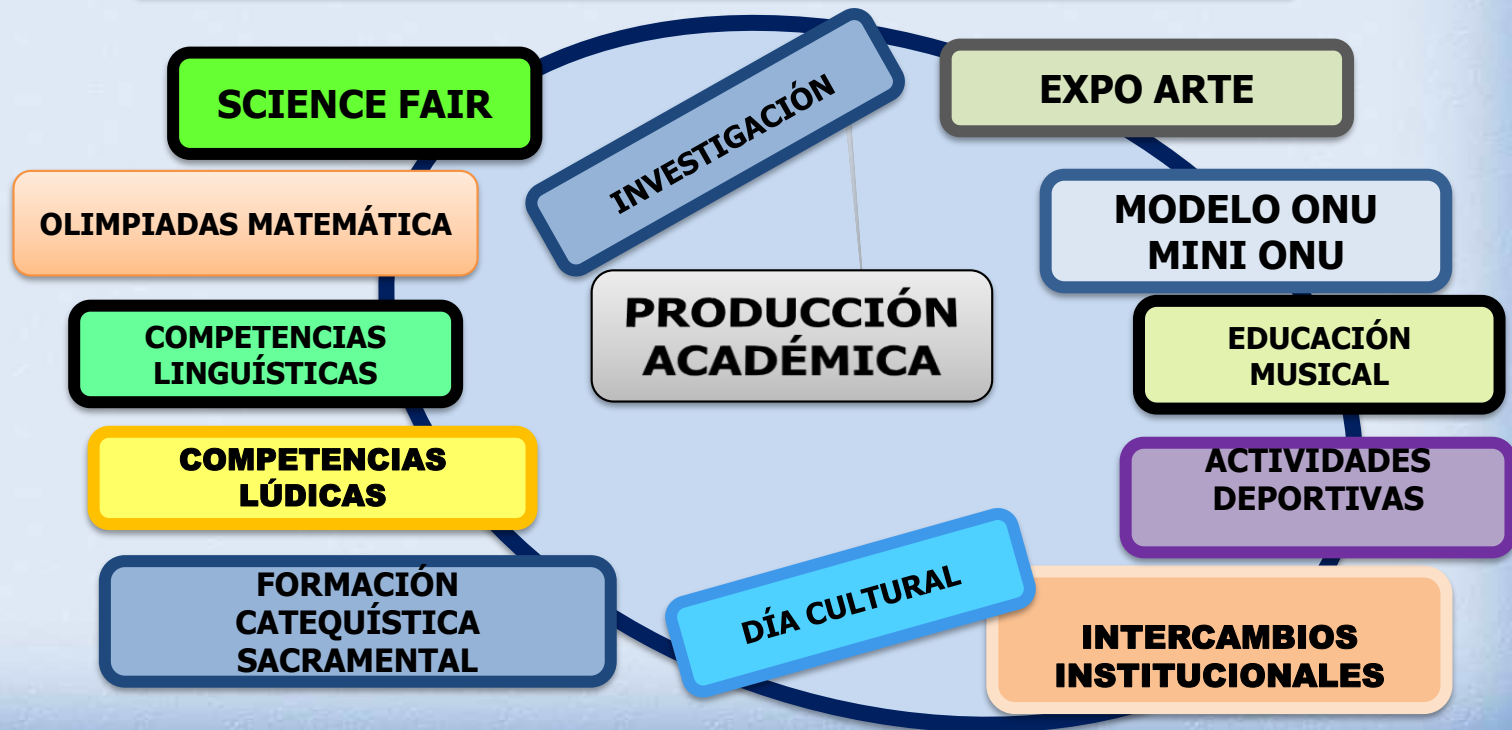 SCIENCE FAIR
INVESTIGACIÓN
EXPO ARTE
OLIMPIADAS MATEMÁTICA
MODELO ONU
MINI ONU
PRODUCCIÓN
ACADÉMICA
COMPETENCIAS
LINGUÍSTICAS
EDUCACIÓN
MUSICAL
COMPETENCIAS
LÚDICAS
ACTIVIDADES
DEPORTIVAS
FORMACIÓN
CATEQUÍSTICA
SACRAMENTAL
DÍA CULTURAL
INTERCAMBIOS
INSTITUCIONALES